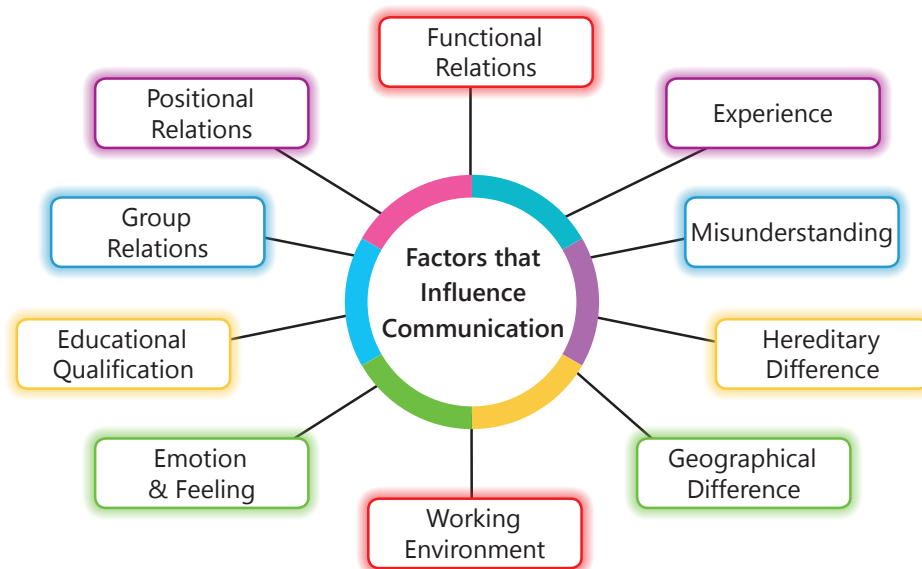 Functional
Relations
Positional
Relations
Experience
Group
Relations
Misunderstanding
Factors that
Influence
Communication
Educational
Qualification
Hereditary
Difference
Emotion
& Feeling
Geographical
Difference
Working
Environment